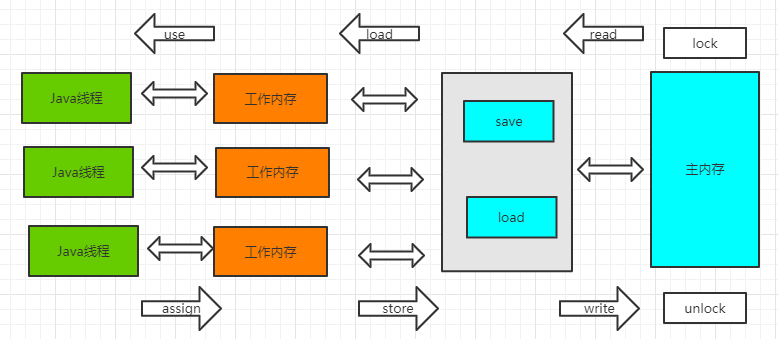 use
load
read
lock
Java线程
工作内存
save
主内存
Java线程
工作内存
load
Java线程
工作内存
assign
store
write
unlock